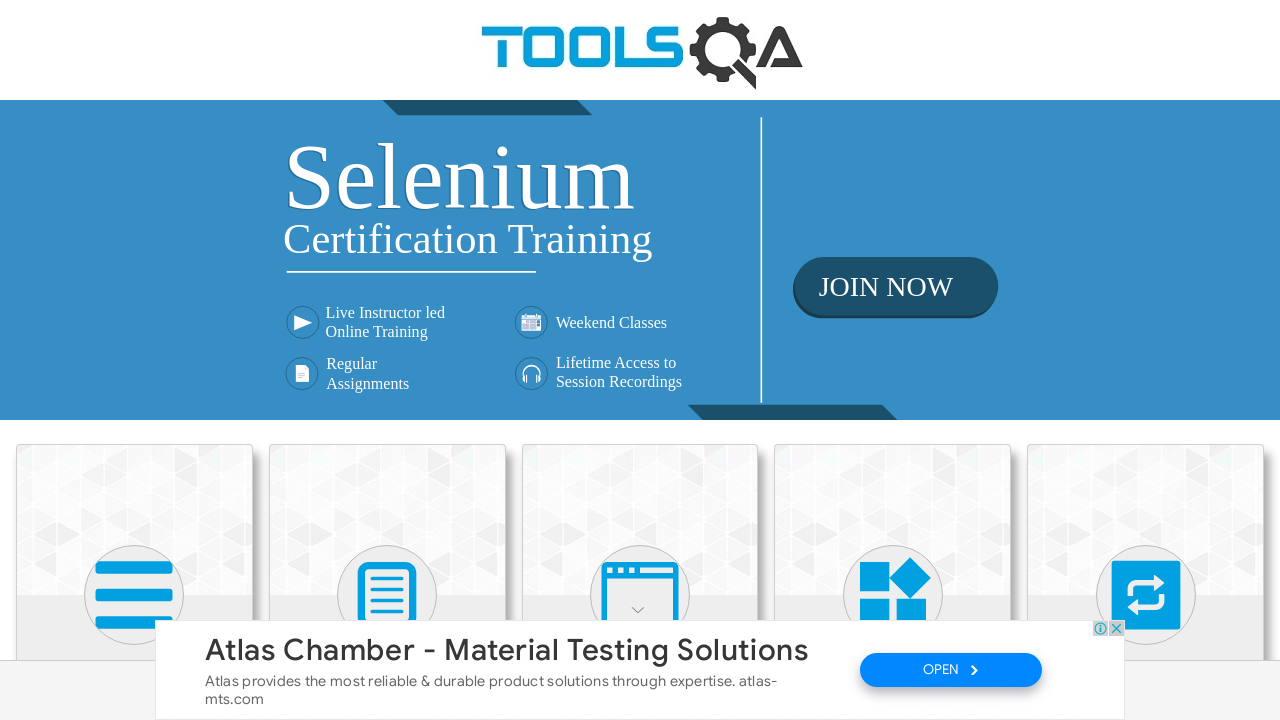 TOOLSQA
Selenium
Certification Training
JOIN NOW
Live Instructor led
Online Training
Weekend Classes
Regular
Assignments
Lifetime Access to
Session Recordings
Atlas Chamber - Material Testing Solutions
Atlas provides the most reliable & durable product solutions through expertise. atlas-
mts.com
OPEN